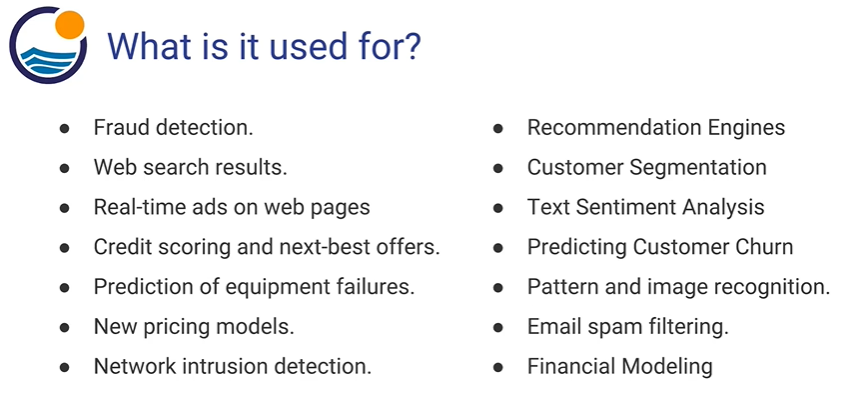 What is it used for?
● Fraud detection.
● Web search results.
● Real-time ads on web pages
● Credit scoring and next-best offers.
● Prediction of equipment failures.
● New pricing models.
● Network intrusion detection.
● Recommendation Engines
● Customer Segmentation
● Text Sentiment Analysis
● Predicting Customer Churn
● Pattern and image recognition.
● Email spam filtering.
● Financial Modeling